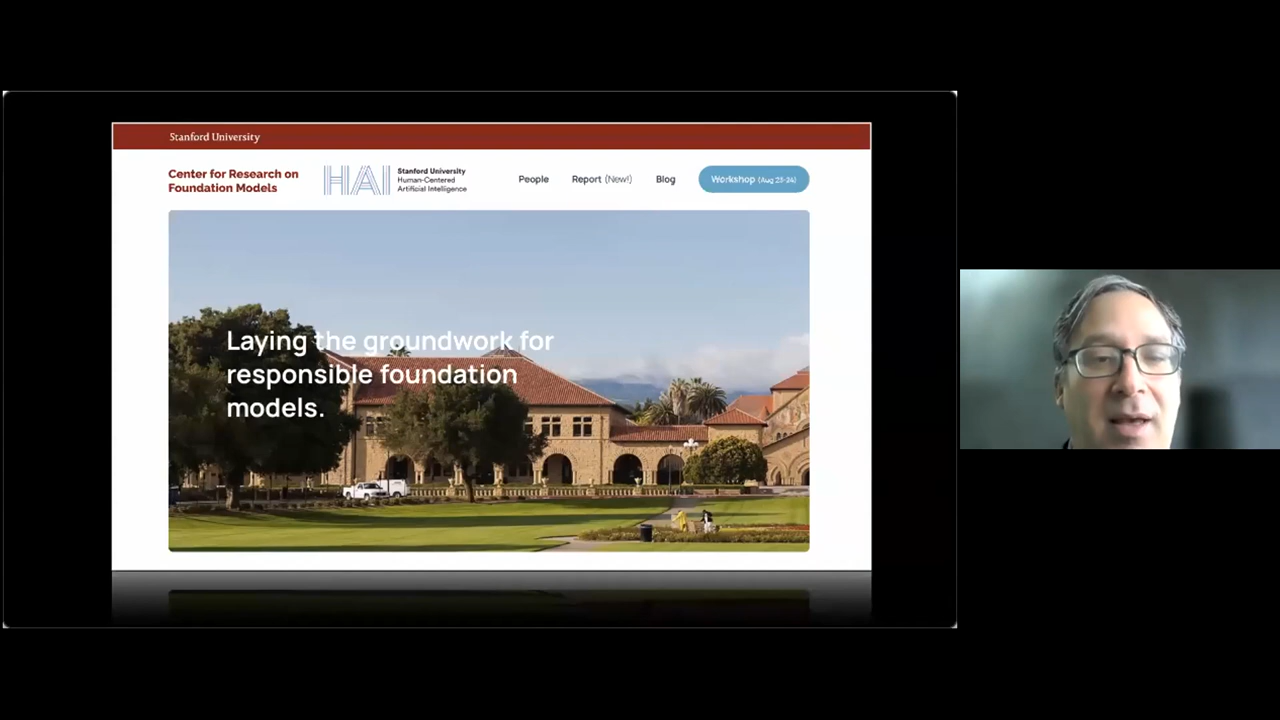 Stanford University
Center for Research on
Foundation Models
HAI
Stanford University
Human-Centered
Artificial Intelligence
People
Report (New!)
Blog
Workshop (Aug 23-24)
Laying the groundwork for
responsible foundation
models.